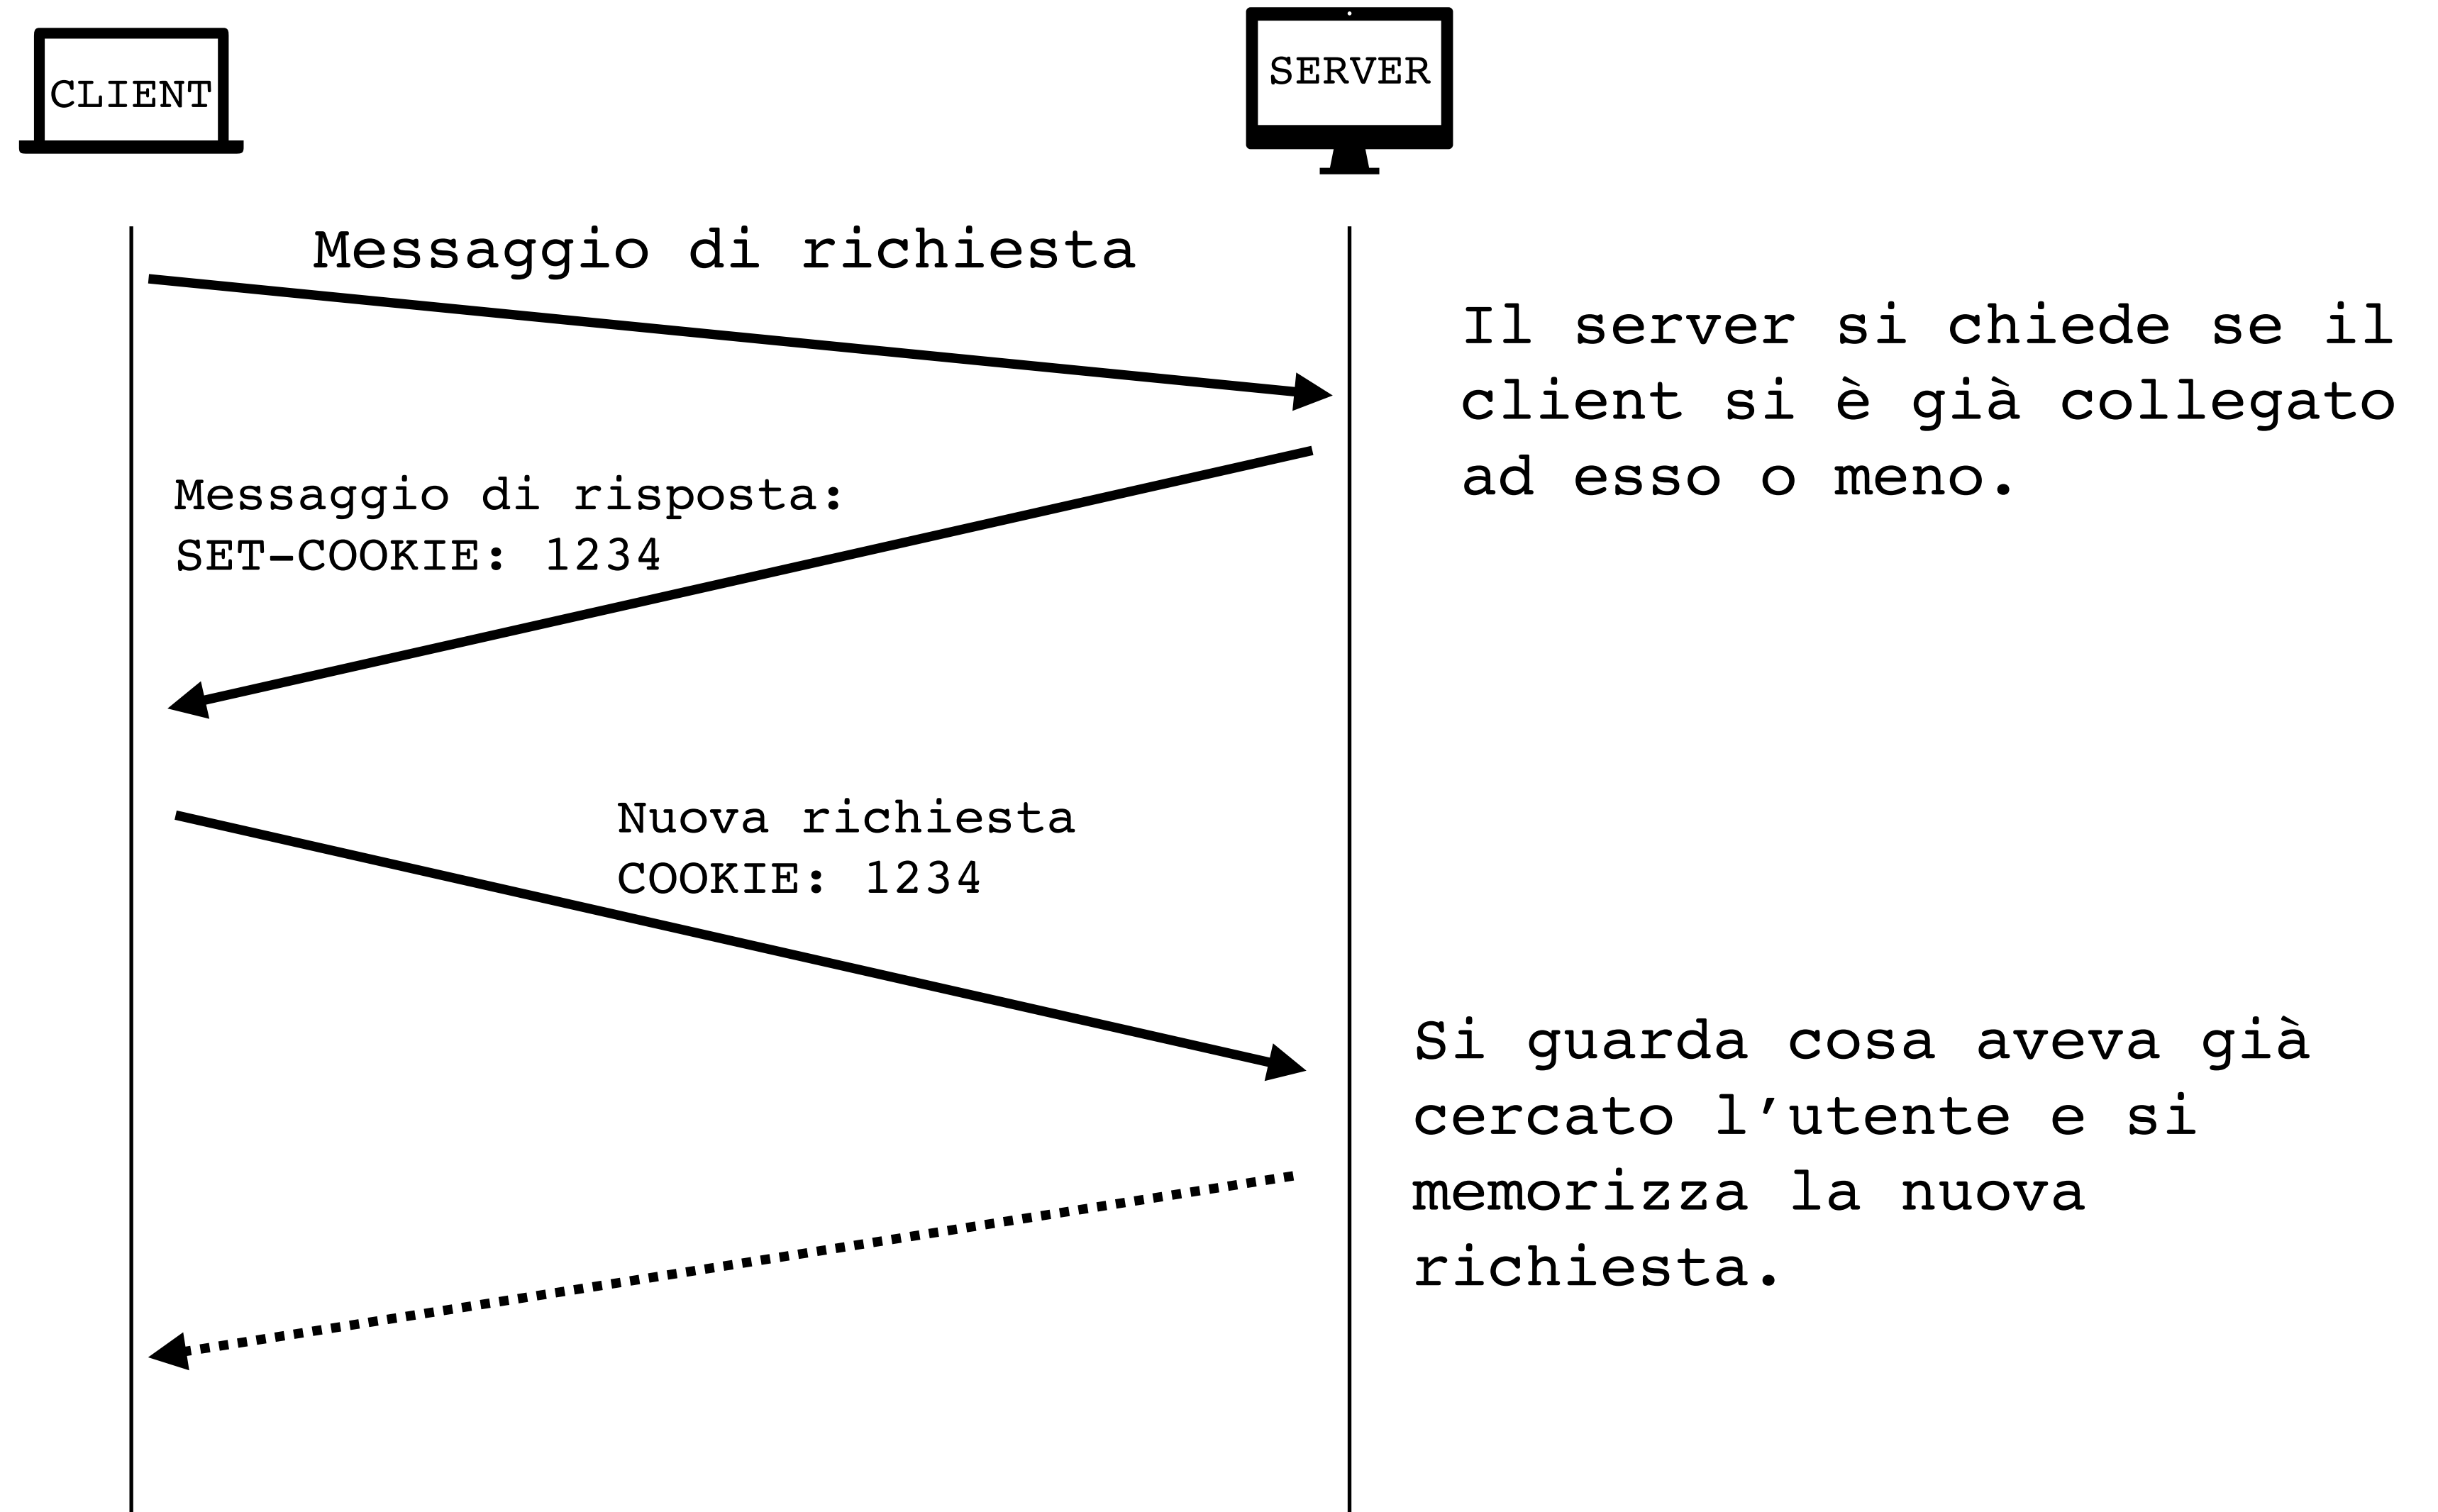 CLIENT
SERVER
Messaggio di richiesta
Il server si chiede se il
client si è già collegato
ad esso o meno.
Messaggio di risposta:
SET-COOKIE: 1234
Nuova richiesta
COOKIE: 1234
Si guarda cosa aveva già
cercato l’utente e si
memorizza la nuova
richiesta.